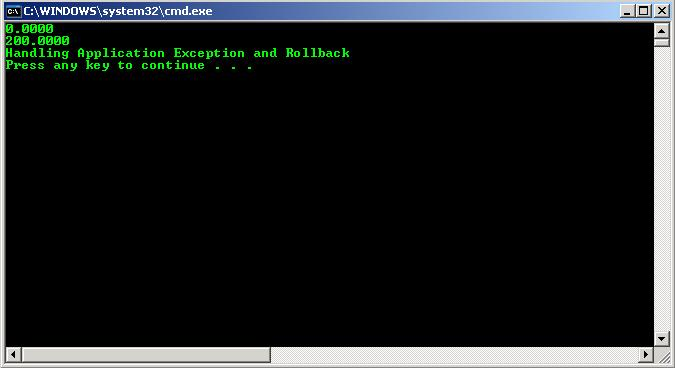 C:\WINDOWS\system32\cmd.exe
0.0000
200.0000
Handling Application Exception and Rollback
Press any key to continue . . .